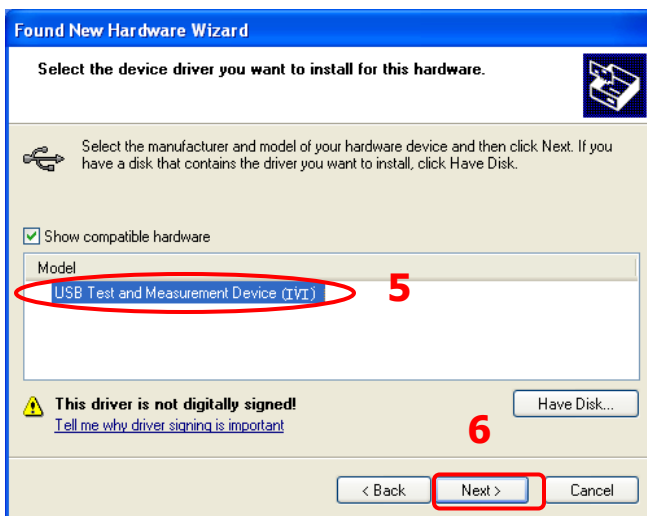 Found New Hardware Wizard
Select the device driver you want to install for this hardware.
Select the manufacturer and model of your hardware device and then click Next. If you
have a disk that contains the driver you want to install, click Have Disk.
Show compatible hardware
Model
USB Test and Measurement Device (IVI)
5
This driver is not digitally signed!
Have Disk...
Tell me why driver signing is important
6
< Back
Next >
Cancel